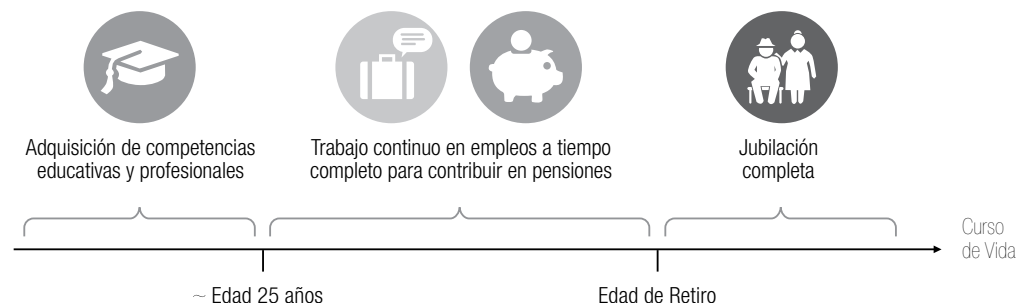 Adquisición de competencias
educativas y profesionales
Trabajo continuo en empleos a tiempo
completo para contribuir en pensiones
Jubilación
completa
Curso
de Vida
~ Edad 25 años
Edad de Retiro